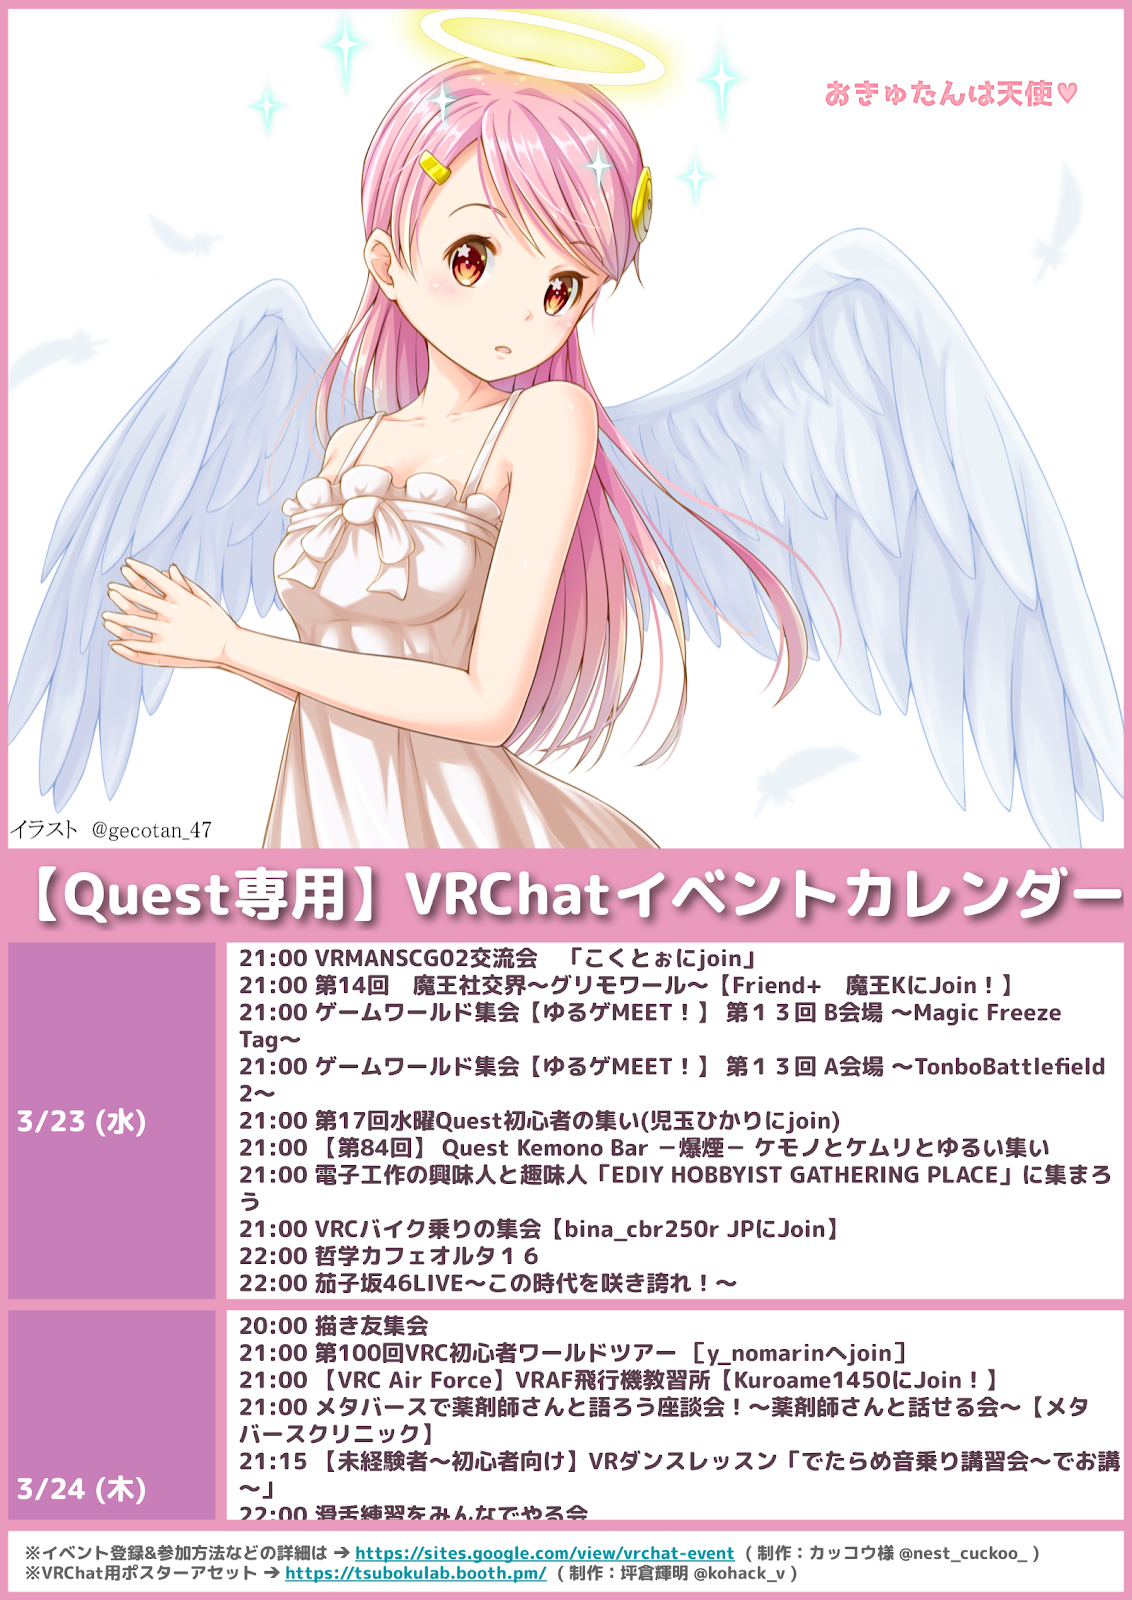 おきゅたんは天使♥
イラスト @gecotan_47
【Quest専用】VRChatイベントカレンダー
3/23 (水)
21:00 VRMANSCG02交流会　「こくとぉにjoin」
21:00 第14回　魔王社交界～グリモワール～【Friend+　魔王KにJoin！】
21:00 ゲームワールド集会【ゆるゲMEET！】 第１３回 B会場 ～Magic Freeze
Tag～
21:00 ゲームワールド集会【ゆるゲMEET！】 第１３回 A会場 ～TonboBattlefield
2～
21:00 第17回水曜Quest初心者の集い(児玉ひかりにjoin)
21:00 【第84回】 Quest Kemono Bar －爆煙－ ケモノとケムリとゆるい集い
21:00 電子工作の興味人と趣味人「EDIY HOBBYIST GATHERING PLACE」に集まろ
う
21:00 VRCバイク乗りの集会【bina_cbr250r JPにJoin】
22:00 哲学カフェオルタ１６
22:00 茄子坂46LIVE～この時代を咲き誇れ！～
3/24 (木)
20:00 描き友集会
21:00 第100回VRC初心者ワールドツアー ［y_nomarinへjoin］
21:00 【VRC Air Force】VRAF飛行機教習所【Kuroame1450にJoin！】
21:00 メタバースで薬剤師さんと語ろう座談会！～薬剤師さんと話せる会～【メタ
バースクリニック】
21:15 【未経験者～初心者向け】VRダンスレッスン「でたらめ音乗り講習会～でお講
～」
22:00 滑舌練習をみんなでやる会
※イベント登録&参加方法などの詳細は → https://sites.google.com/view/vrchat-event ( 制作：カッコウ様 @nest_cuckoo_ )
※VRChat用ポスターアセット → https://tsubokulab.booth.pm/ ( 制作：坪倉輝明 @kohack_v )